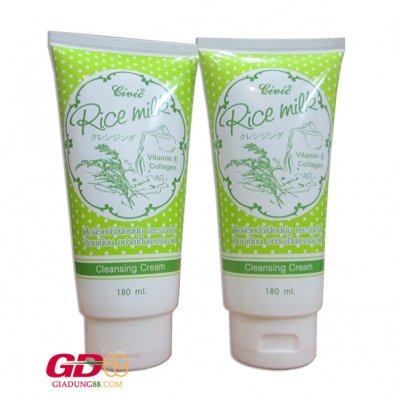 Civic
Rice milk
クレンジング
Vitamin E
Collagen
Cleansing Cream
180 ml.
Civic
Rice milk
クレンジング
Vitamin E
Collagen
Cleansing Cream
180 ml.
GD88
GIADUNG88.COM